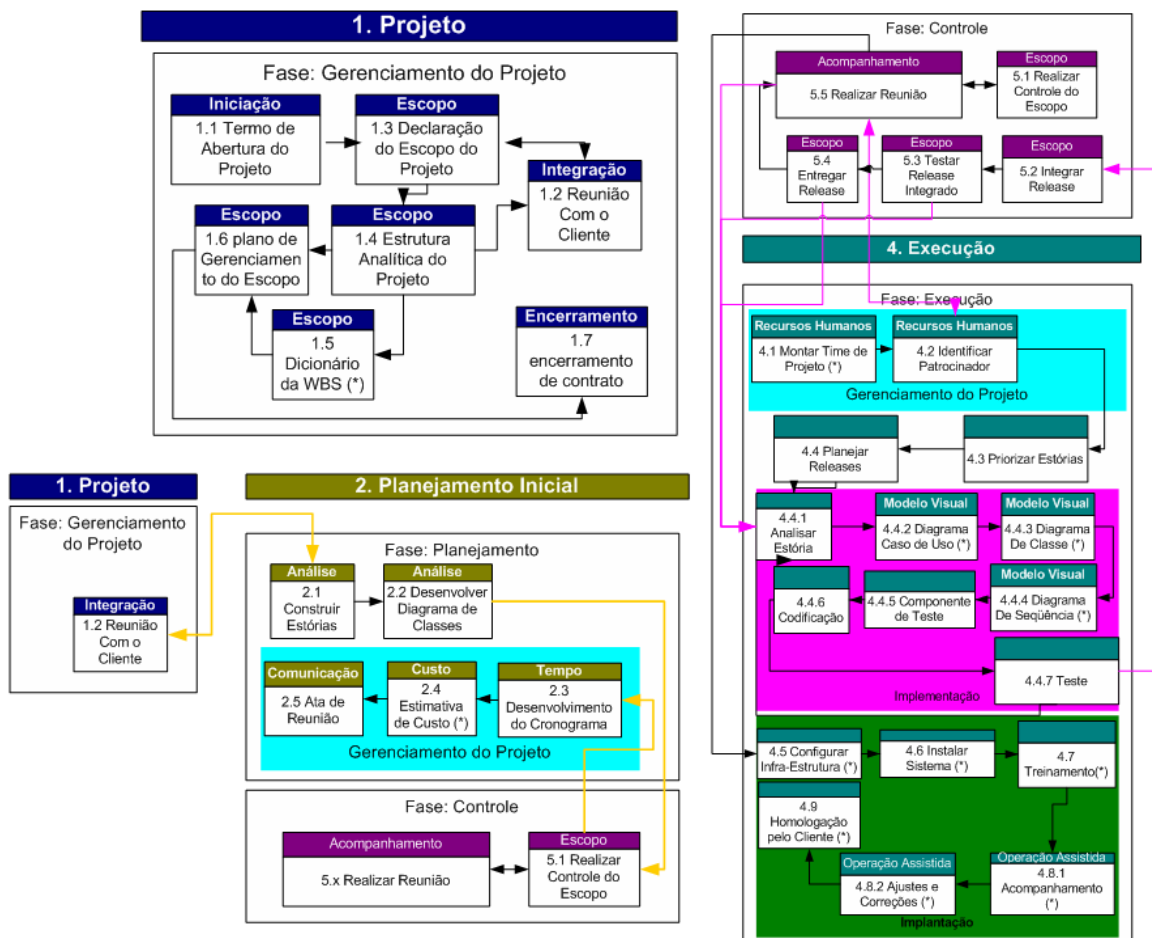 1. Projeto
Fase: Gerenciamento do Projeto
Iniciação
1.1 Termo de
Abertura do
Projeto
Escopo
1.3 Declaração
do Escopo do
Projeto
Integração
1.2 Reunião
Com o
Cliente
Escopo
1.6 plano de
Gerenciamen
to do Escopo
Escopo
1.4 Estrutura
Analítica do
Projeto
Escopo
1.5
Dicionário
da WBS (*)
Encerramento
1.7
encerramento
de contrato
1. Projeto
Fase: Gerenciamento
do Projeto
Integração
1.2 Reunião
Com o
Cliente
2. Planejamento Inicial
Fase: Planejamento
Análise
2.1
Construir
Estórias
Análise
2.2 Desenvolver
Diagrama de
Classes
Comunicação
2.5 Ata de
Reunião
Custo
2.4
Estimativa
de Custo (*)
Tempo
2.3
Desenvolvimento
do Cronograma
Gerenciamento do Projeto
Fase: Controle
Acompanhamento
5.x Realizar Reunião
Escopo
5.1 Realizar
Controle do
Escopo
Fase: Controle
Acompanhamento
5.5 Realizar Reunião
Escopo
5.1 Realizar
Controle do
Escopo
Escopo
5.4
Entregar
Release
Escopo
5.3 Testar
Release
Integrado
Escopo
5.2 Integrar
Release
4. Execução
Fase: Execução
Recursos Humanos
4.1 Montar Time de
Projeto (*)
Recursos Humanos
4.2 Identificar
Patrocinador
Gerenciamento do Projeto
4.4 Planejar
Releases
4.3 Priorizar Estórias
4.4.1
Analisar
Estória
Modelo Visual
4.4.2 Diagrama
Caso de Uso (*)
Modelo Visual
4.4.3 Diagrama
De Classe (*)
4.4.6
Codificação
4.4.5 Componente
de Teste
Modelo Visual
4.4.4 Diagrama
De Seqüência (*)
4.4.7 Teste
Implementação
4.5 Configurar
Infra-Estrutura (*)
4.6 Instalar
Sistema (*)
4.7
Treinamento(*)
4.9
Homologação
pelo Cliente (*)
Operação Assistida
4.8.2 Ajustes e
Correções (*)
Operação Assistida
4.8.1
Acompanhamento
(*)
Implantação